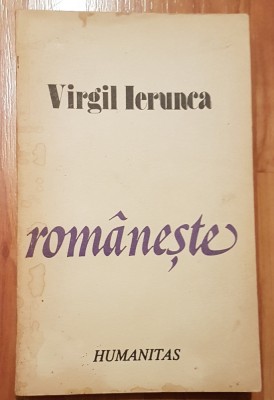 Virgil Ierunca
românește
HUMANITAS